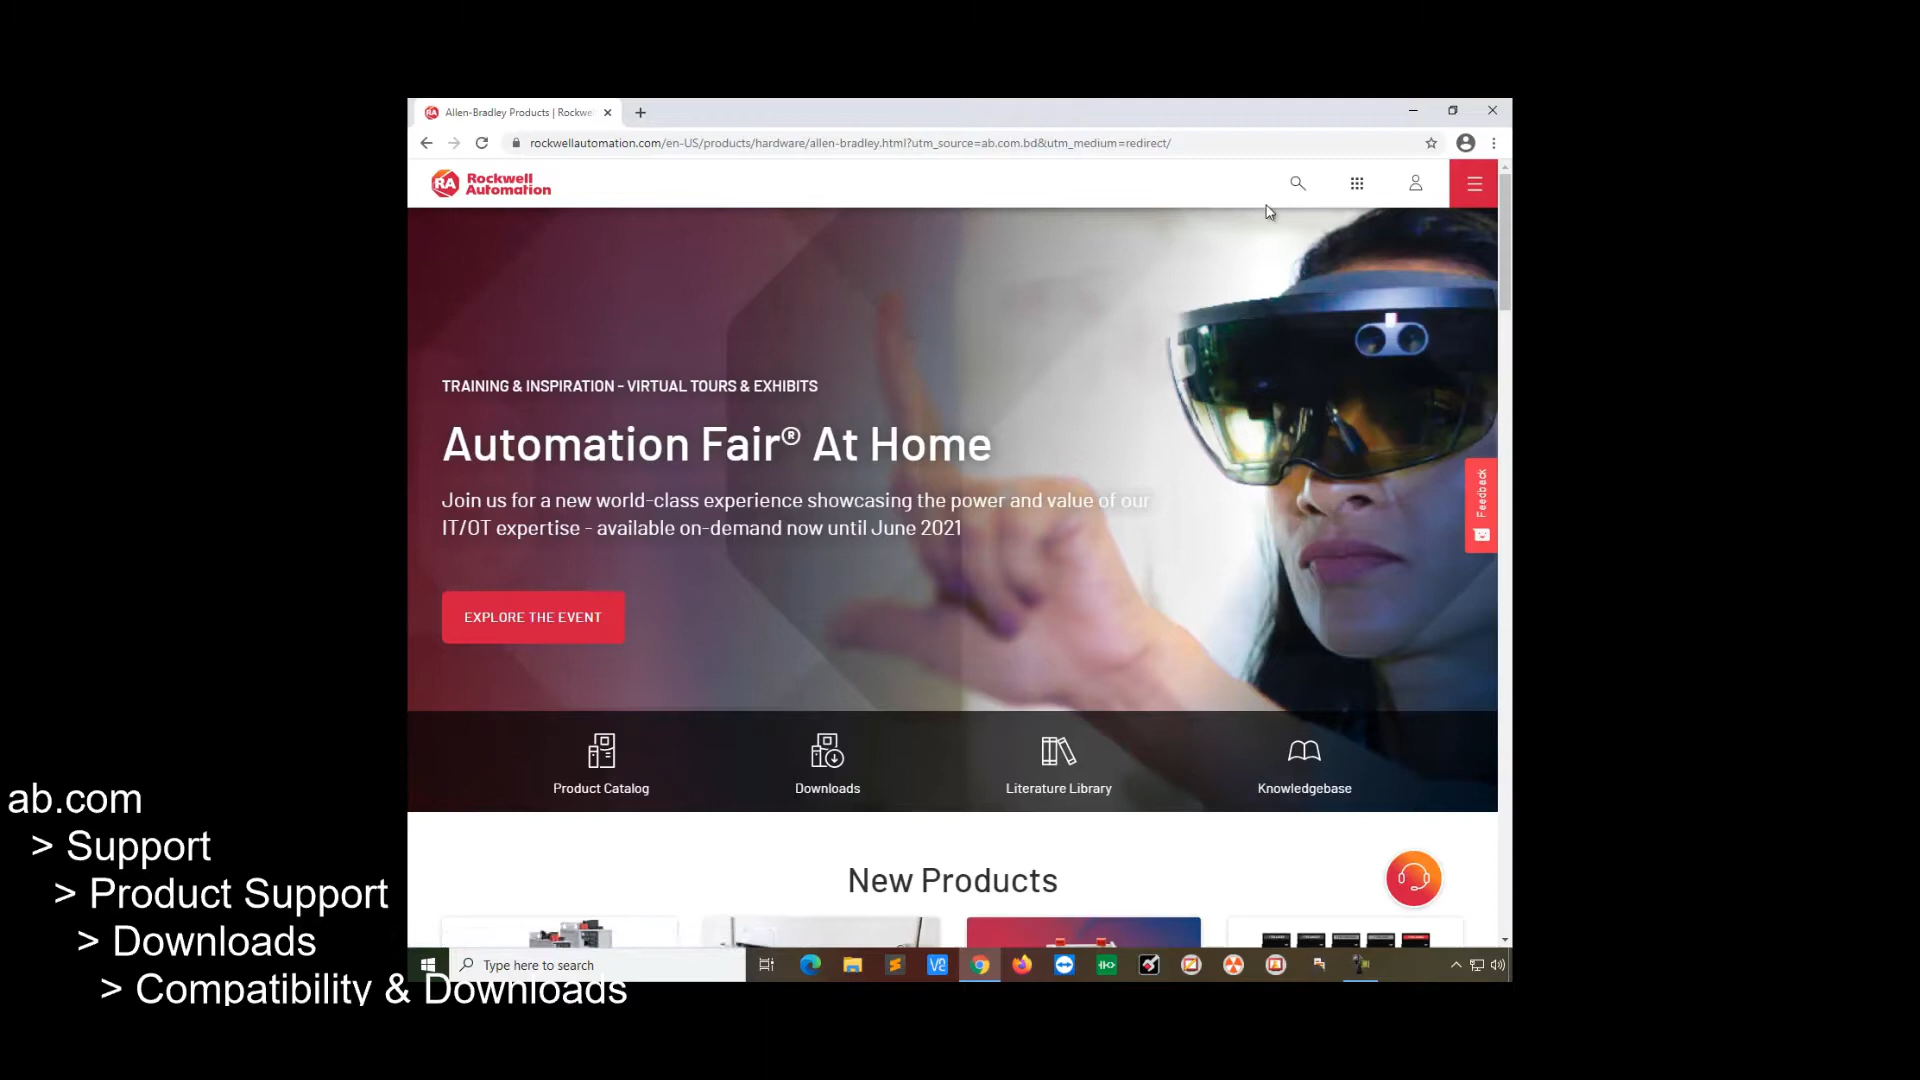 Allen-Bradley Products | Rockwe
rockwellautomation.com/en-US/products/hardware/allen-bradley.html?utm_source=ab.com.bd&utm_medium=redirect/
RA Rockwell
Automation
TRAINING & INSPIRATION - VIRTUAL TOURS & EXHIBITS
Automation Fair® At Home
Join us for a new world-class experience showcasing the power and value of our
IT/OT expertise - available on-demand now until June 2021
EXPLORE THE EVENT
Feedback
Product Catalog
Downloads
Literature Library
Knowledgebase
New Products
Type here to search
ab.com
> Support
> Product Support
> Downloads
> Compatibility & Downloads